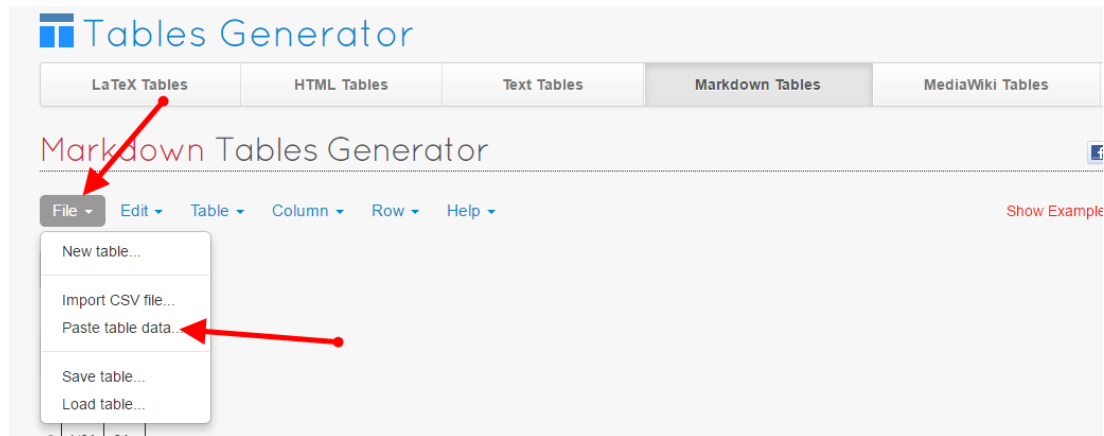 Tables Generator
LaTeX Tables HTML Tables Text Tables Markdown Tables MediaWiki Tables
Markdown Tables Generator
File Edit Table Column Row Help Show Example
New table...
Import CSV file...
Paste table data...
Save table...
Load table...